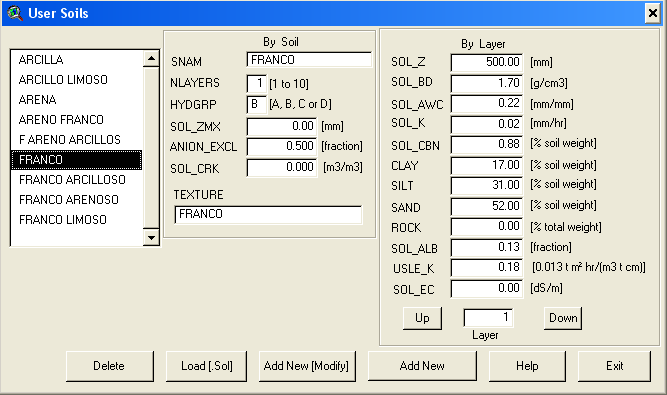 User Soils
ARCILLA
ARCILLO LIMOSO
ARENA
ARENO FRANCO
F ARENO ARCILLOS
FRANCO
FRANCO ARCILLOSO
FRANCO ARENOSO
FRANCO LIMOSO
By Soil
SNAM FRANCO
NLAYERS 1 [1 to 10]
HYDGRP B [A, B, C or D]
SOL_ZMX 0.00 [mm]
ANION_EXCL 0.500 [fraction]
SOL_CRK 0.000 [m3/m3]
TEXTURE
FRANCO
By Layer
SOL_Z 500.00 [mm]
SOL_BD 1.70 [g/cm3]
SOL_AWC 0.22 [mm/mm]
SOL_K 0.02 [mm/hr]
SOL_CBN 0.88 [% soil weight]
CLAY 17.00 [% soil weight]
SILT 31.00 [% soil weight]
SAND 52.00 [% soil weight]
ROCK 0.00 [% total weight]
SOL_ALB 0.13 [fraction]
USLE_K 0.18 [0.013 t m² hr/(m3 t cm)]
SOL_EC 0.00 [dS/m]
Up 1 Down
Layer
Delete Load [.Sol] Add New [Modify] Add New Help Exit